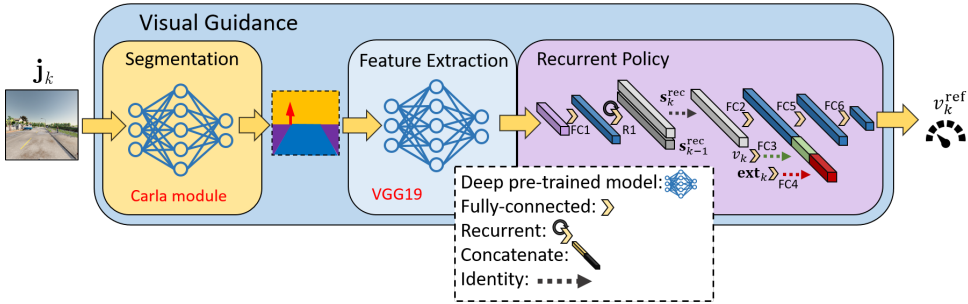 Visual Guidance
j_k
Segmentation
Carla module
Feature Extraction
VGG19
Recurrent Policy
FC1
R1
s_k^rec
s_{k-1}^rec
FC2
FC5
FC6
v_k
FC3
ext_k
FC4
v_k^ref
Deep pre-trained model:
Fully-connected:
Recurrent:
Concatenate:
Identity: